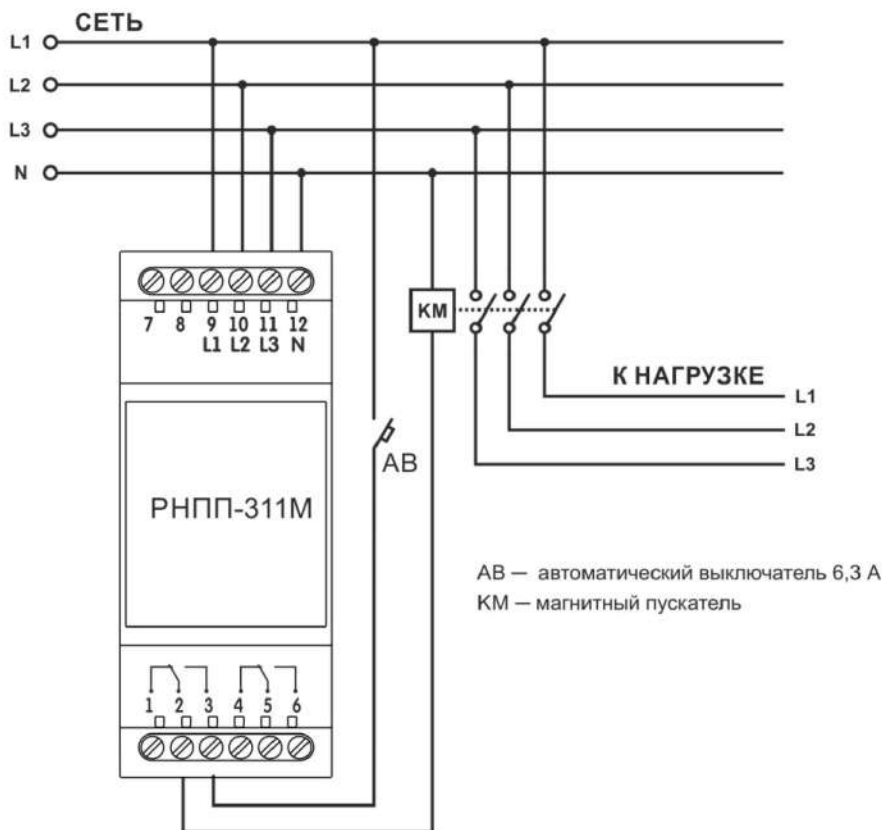 СЕТЬ
L1
L2
L3
N
7 8 9 10 11 12
L1 L2 L3 N
КМ
К НАГРУЗКЕ
L1
L2
L3
АВ
РНПП-311М
АВ — автоматический выключатель 6,3 А
КМ — магнитный пускатель
1 2 3 4 5 6